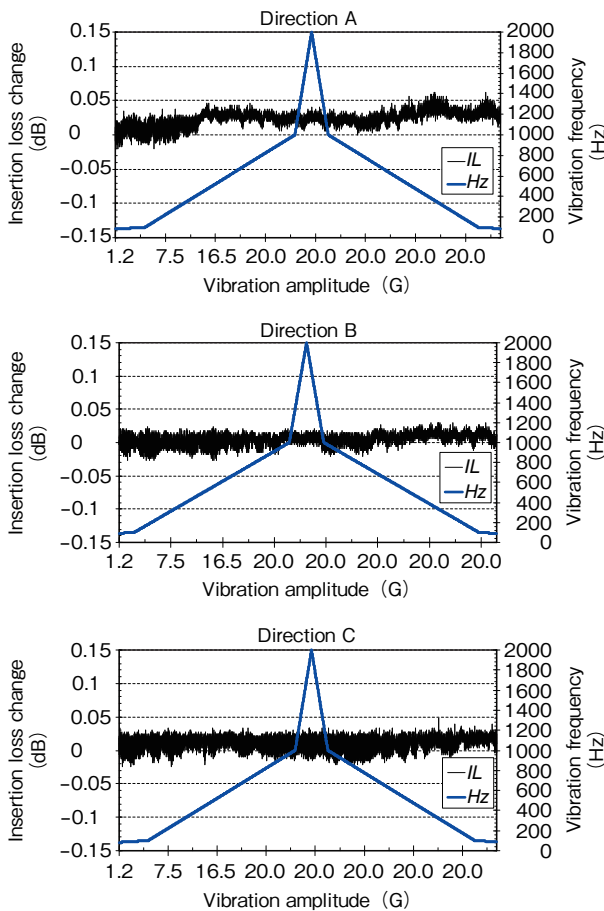 Direction A
0.15
0.1
0.05
0
−0.05
−0.1
−0.15
Insertion loss change
(dB)
2000
1800
1600
1400
1200
1000
800
600
400
200
0
Vibration frequency
(Hz)
IL
Hz
1.2 7.5 16.5 20.0 20.0 20.0 20.0 20.0
Vibration amplitude (G)
Direction B
0.15
0.1
0.05
0
−0.05
−0.1
−0.15
Insertion loss change
(dB)
2000
1800
1600
1400
1200
1000
800
600
400
200
0
Vibration frequency
(Hz)
IL
Hz
1.2 7.5 16.5 20.0 20.0 20.0 20.0 20.0
Vibration amplitude (G)
Direction C
0.15
0.1
0.05
0
−0.05
−0.1
−0.15
Insertion loss change
(dB)
2000
1800
1600
1400
1200
1000
800
600
400
200
0
Vibration frequency
(Hz)
IL
Hz
1.2 7.5 16.5 20.0 20.0 20.0 20.0 20.0
Vibration amplitude (G)